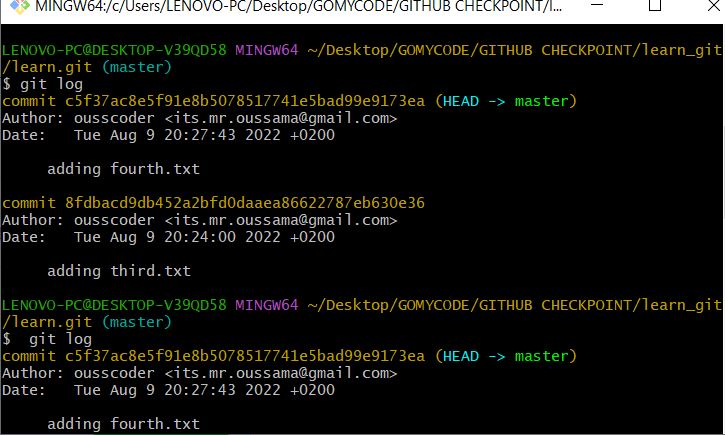 MINGW64:/c/Users/LENOVO-PC/Desktop/GOMYCODE/GITHUB CHECKPOINT/l...
LENOVO-PC@DESKTOP-V39QD58 MINGW64 ~/Desktop/GOMYCODE/GITHUB CHECKPOINT/learn_git
/learn.git (master)
$ git log
commit c5f37ac8e5f91e8b5078517741e5bad99e9173ea (HEAD -> master)
Author: ousscoder <its.mr.oussama@gmail.com>
Date:   Tue Aug 9 20:27:43 2022 +0200
    adding fourth.txt
commit 8fdbacd9db452a2bfd0daaea86622787eb630e36
Author: ousscoder <its.mr.oussama@gmail.com>
Date:   Tue Aug 9 20:24:00 2022 +0200
    adding third.txt
LENOVO-PC@DESKTOP-V39QD58 MINGW64 ~/Desktop/GOMYCODE/GITHUB CHECKPOINT/learn_git
/learn.git (master)
$  git log
commit c5f37ac8e5f91e8b5078517741e5bad99e9173ea (HEAD -> master)
Author: ousscoder <its.mr.oussama@gmail.com>
Date:   Tue Aug 9 20:27:43 2022 +0200
    adding fourth.txt